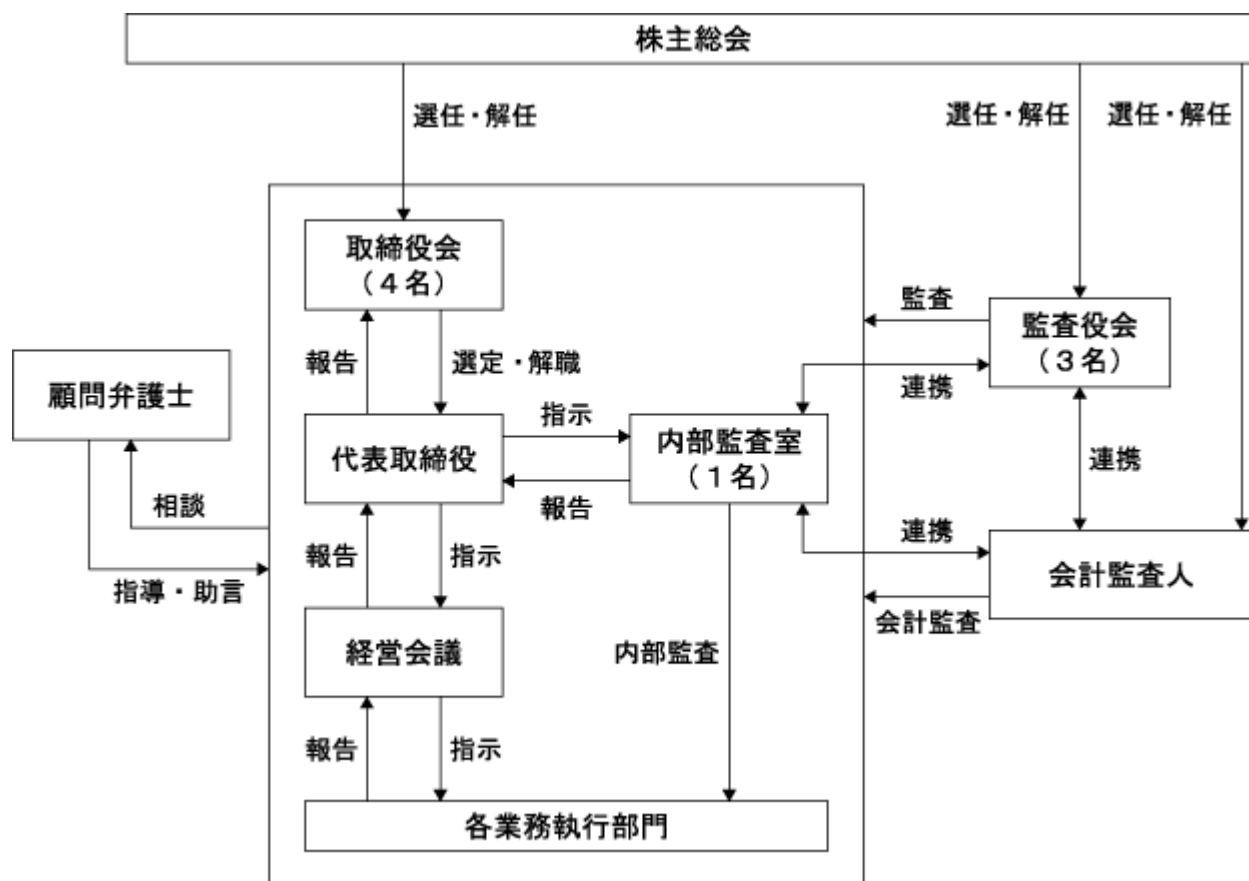 株主総会
選任・解任
選任・解任
選任・解任
取締役会
(4名)
監査
監査役会
(3名)
報告
選定・解職
連携
顧問弁護士
指示
代表取締役
内部監査室
(1名)
連携
報告
相談
連携
報告
指示
会計監査人
指導・助言
会計監査
経営会議
内部監査
報告
指示
各業務執行部門